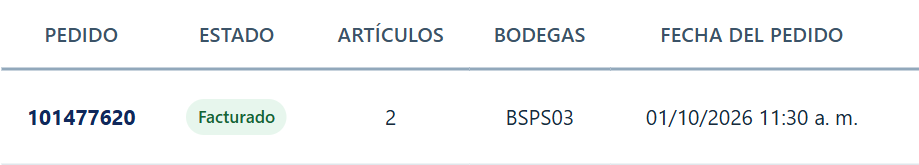 PEDIDO ESTADO ARTÍCULOS BODEGAS FECHA DEL PEDIDO
101477620 Facturado 2 BSPS03 01/10/2026 11:30 a. m.